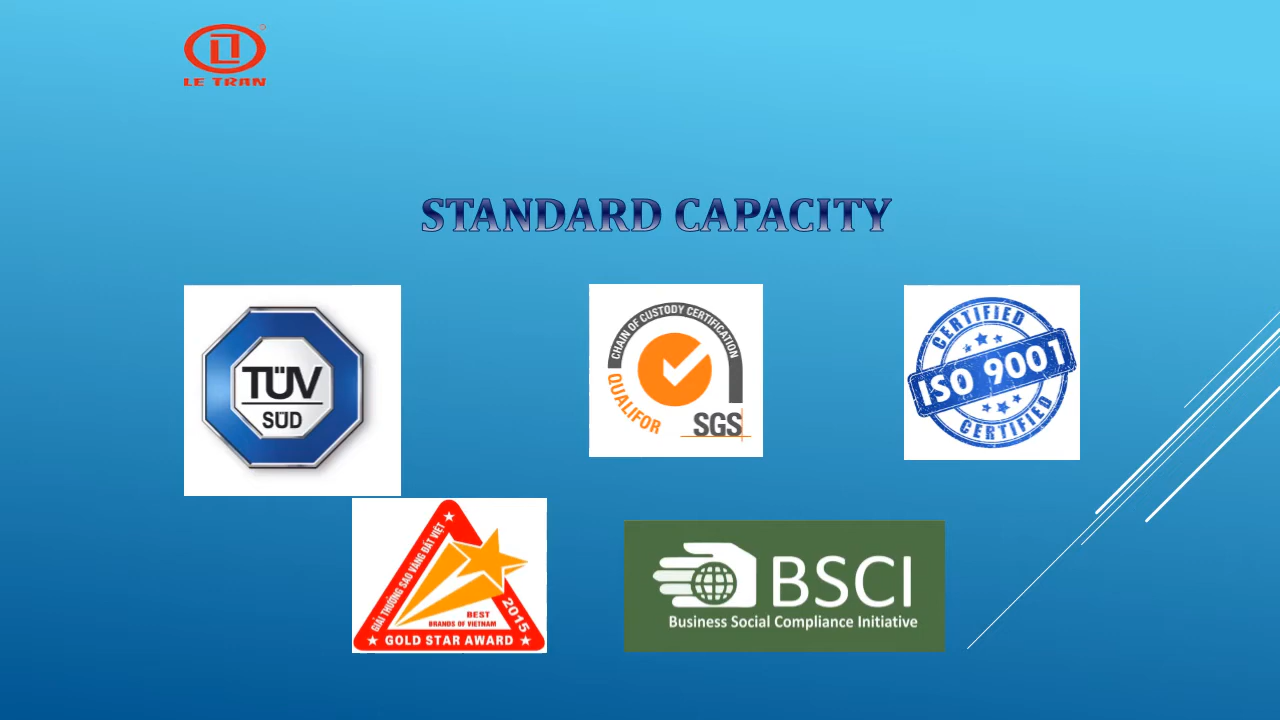 LE TRAN
STANDARD CAPACITY
TÜV
SÜD
CHAIN OF CUSTODY CERTIFICATION
QUALIFOR
SGS
CERTIFIED
ISO 9001
CERTIFIED
GIẢI THƯỞNG SAO VÀNG ĐẤT VIỆT
BEST
BRANDS OF VIETNAM
2015
GOLD STAR AWARD
BSCI
Business Social Compliance Initiative